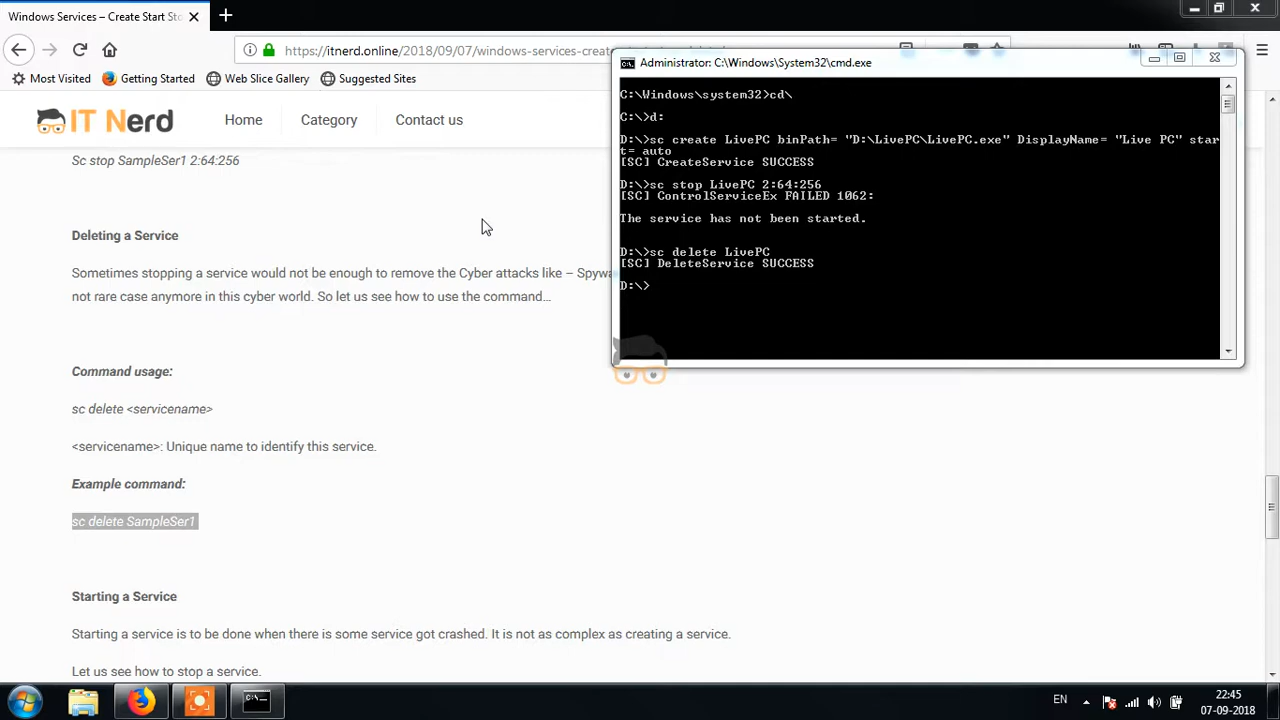 Windows Services – Create Start Sto
https://itnerd.online/2018/09/07/windows-services-create-
Most Visited
Getting Started
Web Slice Gallery
Suggested Sites
IT Nerd
Home
Category
Contact us
Sc stop SampleSer1 2:64:256
Deleting a Service
Sometimes stopping a service would not be enough to remove the Cyber attacks like – Spywa
not rare case anymore in this cyber world. So let us see how to use the command...
Command usage:
sc delete <servicename>
<servicename>: Unique name to identify this service.
Example command:
sc delete SampleSer1
Starting a Service
Starting a service is to be done when there is some service got crashed. It is not as complex as creating a service.
Let us see how to stop a service.
Administrator: C:\Windows\System32\cmd.exe
C:\Windows\system32>cd\
C:\>d:
D:\>sc create LivePC binPath= "D:\LivePC\LivePC.exe" DisplayName= "Live PC" star
t= auto
[SC] CreateService SUCCESS
D:\>sc stop LivePC 2:64:256
[SC] ControlServiceEx FAILED 1062:
The service has not been started.
D:\>sc delete LivePC
[SC] DeleteService SUCCESS
D:\>
EN
22:45
07-09-2018